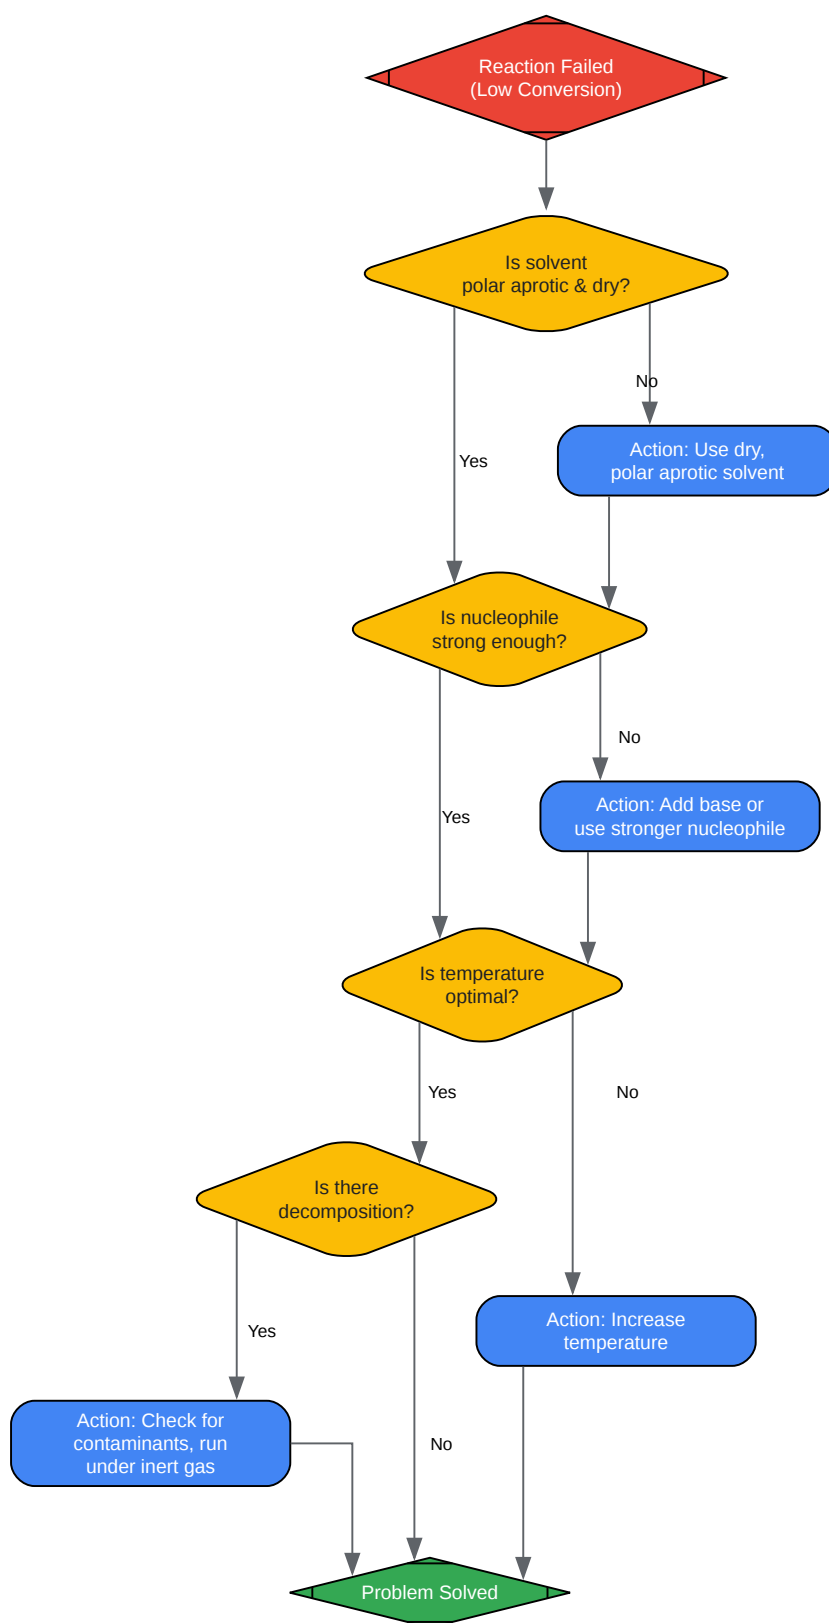 Reaction Failed
(Low Conversion)
Is solvent
polar aprotic & dry?
No
Action: Use dry,
polar aprotic solvent
Yes
Is nucleophile
strong enough?
No
Action: Add base or
use stronger nucleophile
Yes
Is temperature
optimal?
Yes
No
Is there
decomposition?
Action: Increase
temperature
Yes
Action: Check for
contaminants, run
under inert gas
No
Problem Solved